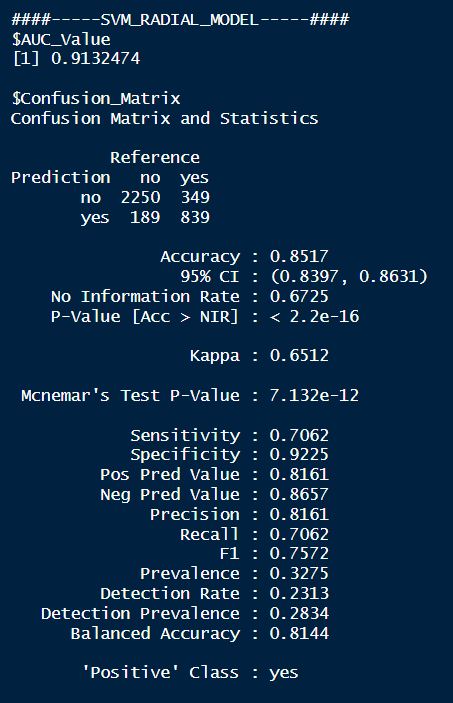 ####-----SVM_RADIAL_MODEL-----####
$AUC_Value
[1] 0.9132474
$Confusion_Matrix
Confusion Matrix and Statistics
Reference
Prediction no yes
no 2250 349
yes 189 839
Accuracy : 0.8517
95% CI : (0.8397, 0.8631)
No Information Rate : 0.6725
P-Value [Acc > NIR] : < 2.2e-16
Kappa : 0.6512
Mcnemar's Test P-Value : 7.132e-12
Sensitivity : 0.7062
Specificity : 0.9225
Pos Pred Value : 0.8161
Neg Pred Value : 0.8657
Precision : 0.8161
Recall : 0.7062
F1 : 0.7572
Prevalence : 0.3275
Detection Rate : 0.2313
Detection Prevalence : 0.2834
Balanced Accuracy : 0.8144
'Positive' Class : yes